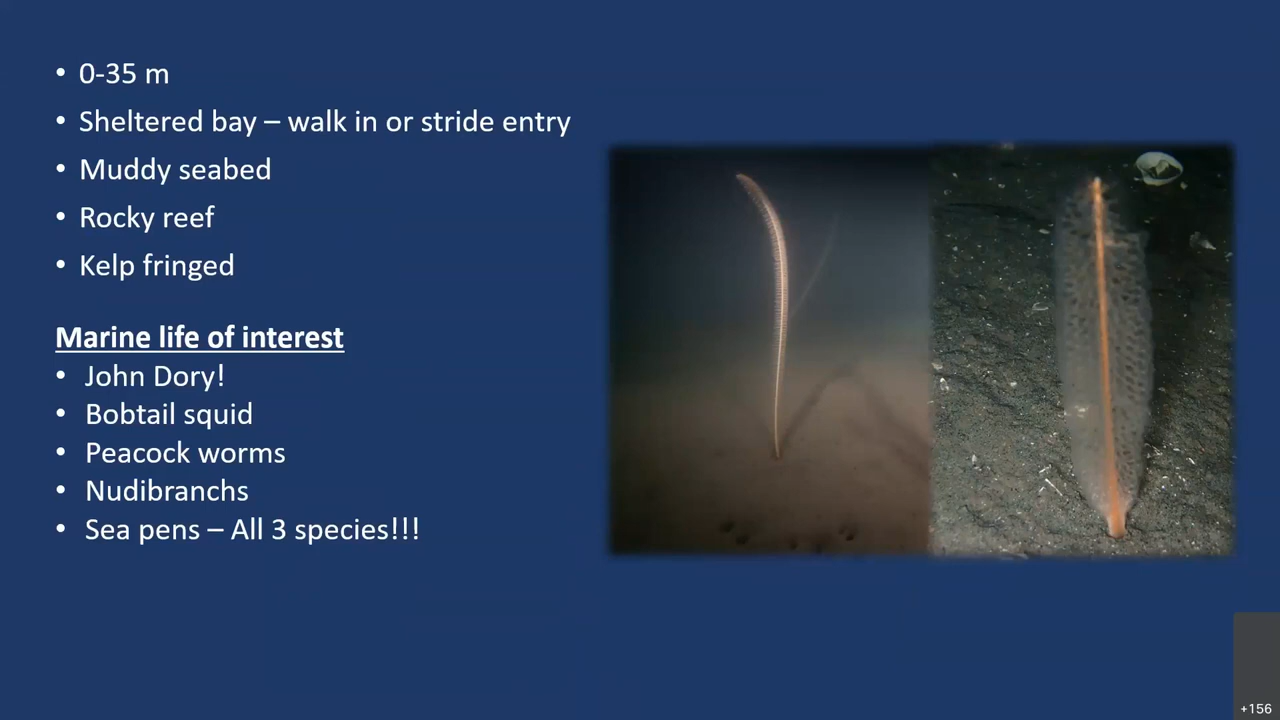 • 0-35 m
• Sheltered bay – walk in or stride entry
• Muddy seabed
• Rocky reef
• Kelp fringed
Marine life of interest
• John Dory!
• Bobtail squid
• Peacock worms
• Nudibranchs
• Sea pens – All 3 species!!!
+156